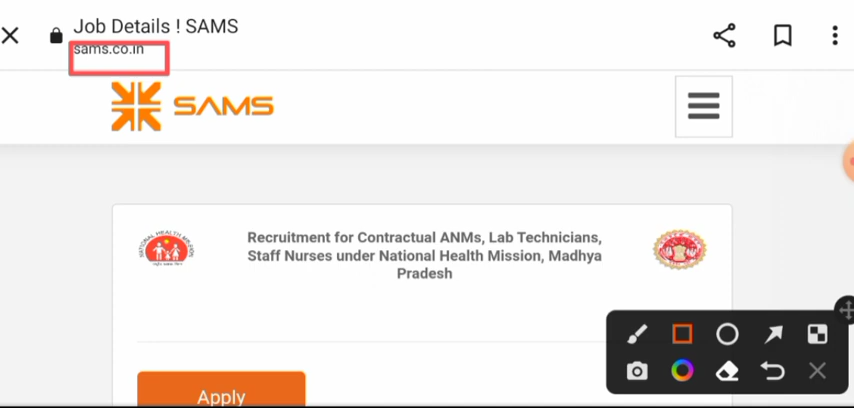 Job Details ! SAMS
sams.co.in
SAMS
Recruitment for Contractual ANMs, Lab Technicians,
Staff Nurses under National Health Mission, Madhya
Pradesh
Apply